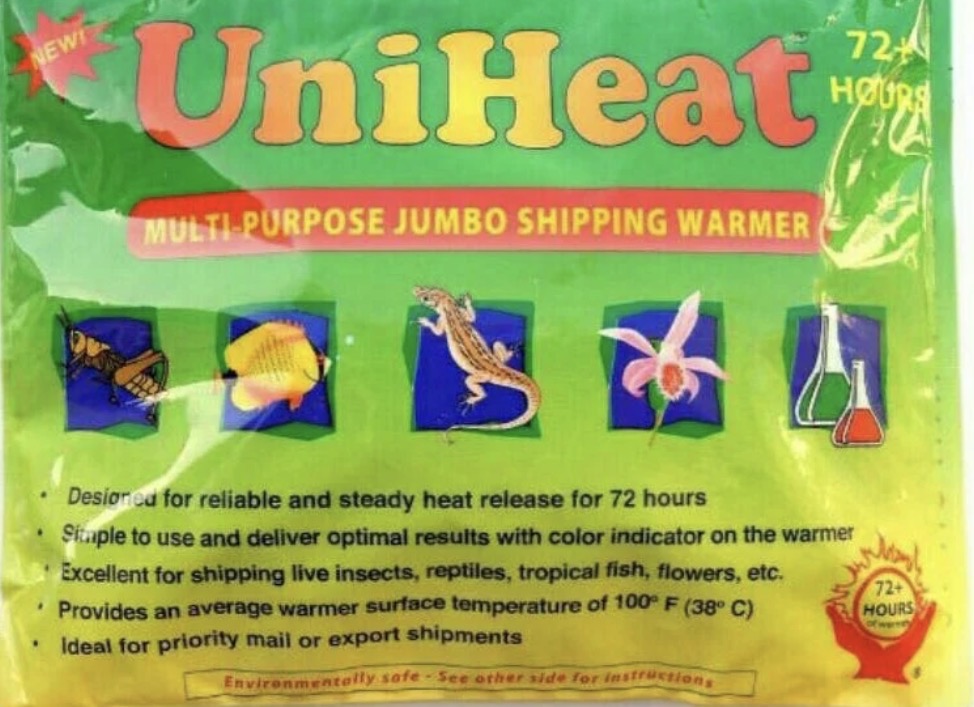 NEW!
UniHeat
72+
HOURS
MULTI-PURPOSE JUMBO SHIPPING WARMER
• Designed for reliable and steady heat release for 72 hours
• Simple to use and deliver optimal results with color indicator on the warmer
• Excellent for shipping live insects, reptiles, tropical fish, flowers, etc.
• Provides an average warmer surface temperature of 100° F (38° C)
• Ideal for priority mail or export shipments
72+
HOURS
of warmth
®
Environmentally safe - See other side for instructions